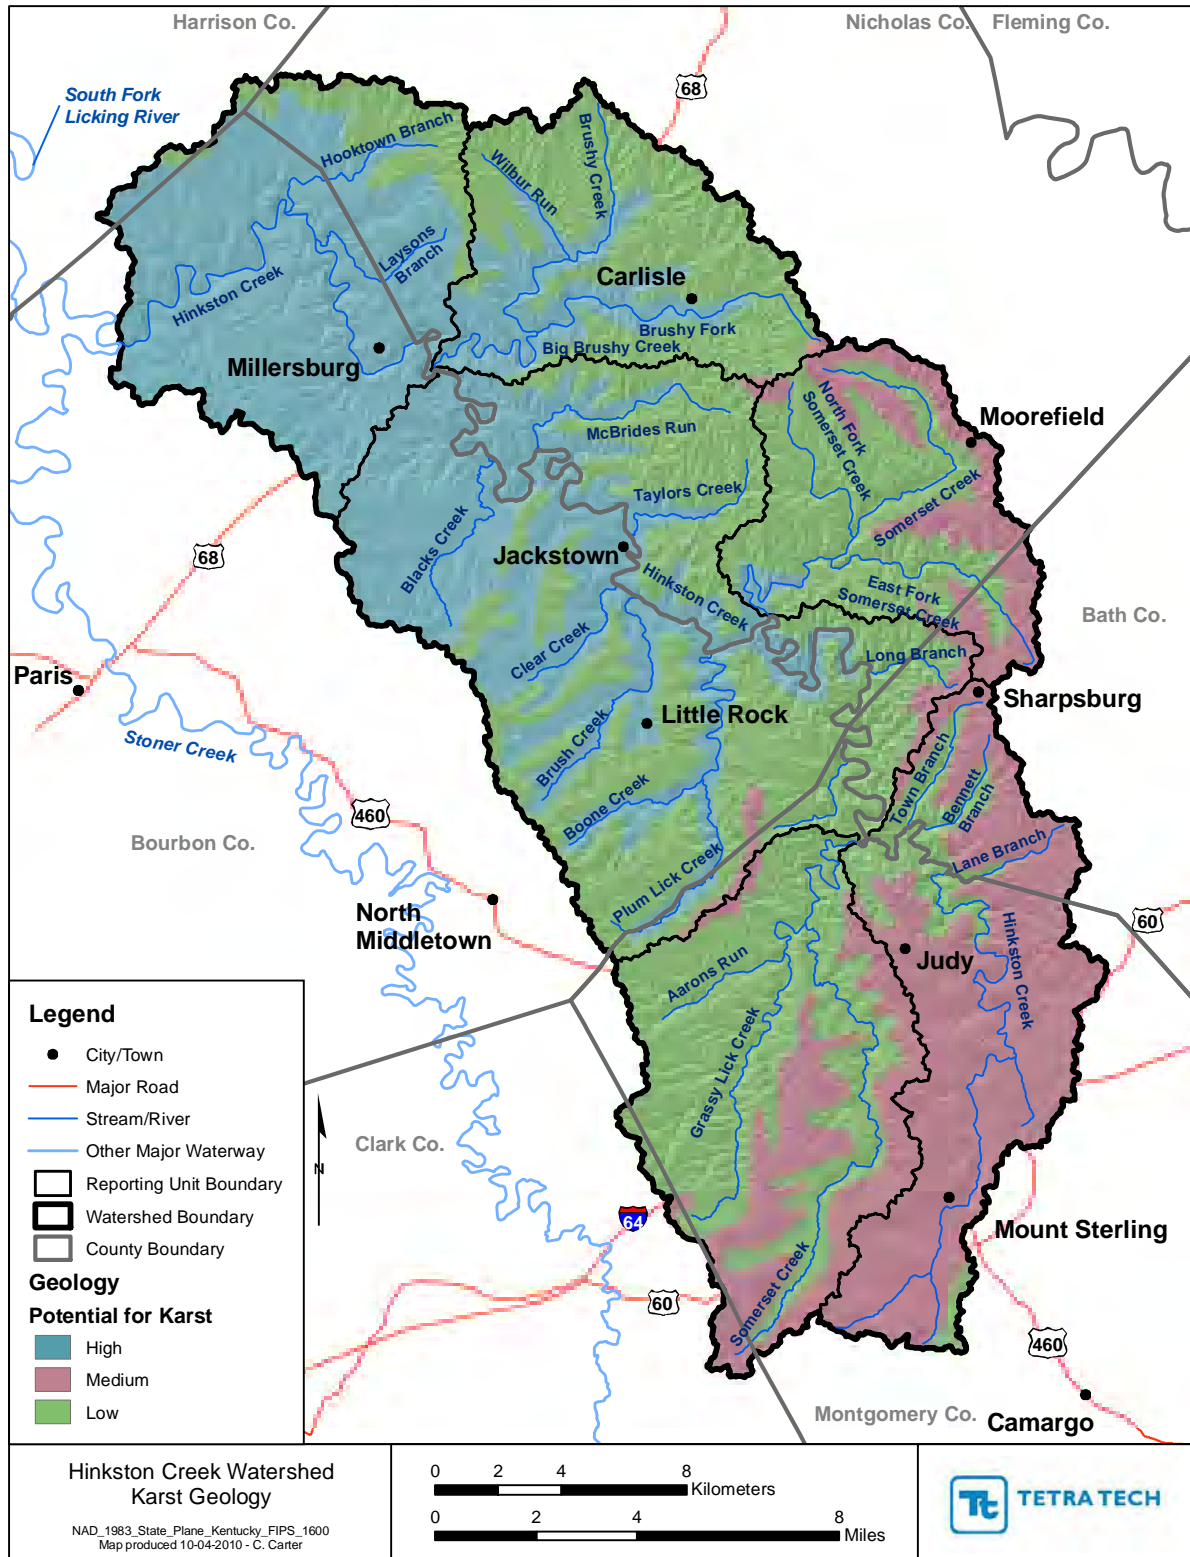 Harrison Co.
Nicholas Co.
Fleming Co.
68
South Fork
Licking River
Hooktown Branch
Wilbur Run
Brushy Creek
Laysons
Branch
Hinkston Creek
Carlisle
Brushy Fork
Big Brushy Creek
Millersburg
North Fork
Somerset Creek
Moorefield
McBrides Run
Taylors Creek
Somerset Creek
68
Blacks Creek
Jackstown
Hinkston Creek
East Fork
Somerset Creek
Bath Co.
Clear Creek
Long Branch
Paris
Sharpsburg
Little Rock
Stoner Creek
Brush Creek
Town Branch
Bennett
Branch
Boone Creek
460
Bourbon Co.
Lane Branch
Plum Lick Creek
North
Middletown
Hinkston Creek
60
Judy
Aarons Run
Grassy Lick Creek
Legend
City/Town
Major Road
Stream/River
Other Major Waterway
Reporting Unit Boundary
Watershed Boundary
County Boundary
Geology
Potential for Karst
High
Medium
Low
N
Clark Co.
64
Mount Sterling
60
Somerset Creek
460
Montgomery Co.
Camargo
Hinkston Creek Watershed
Karst Geology
NAD_1983_State_Plane_Kentucky_FIPS_1600
Map produced 10-04-2010 - C. Carter
0 2 4 8
Kilometers
0 2 4 8
Miles
Tt
TETRA TECH